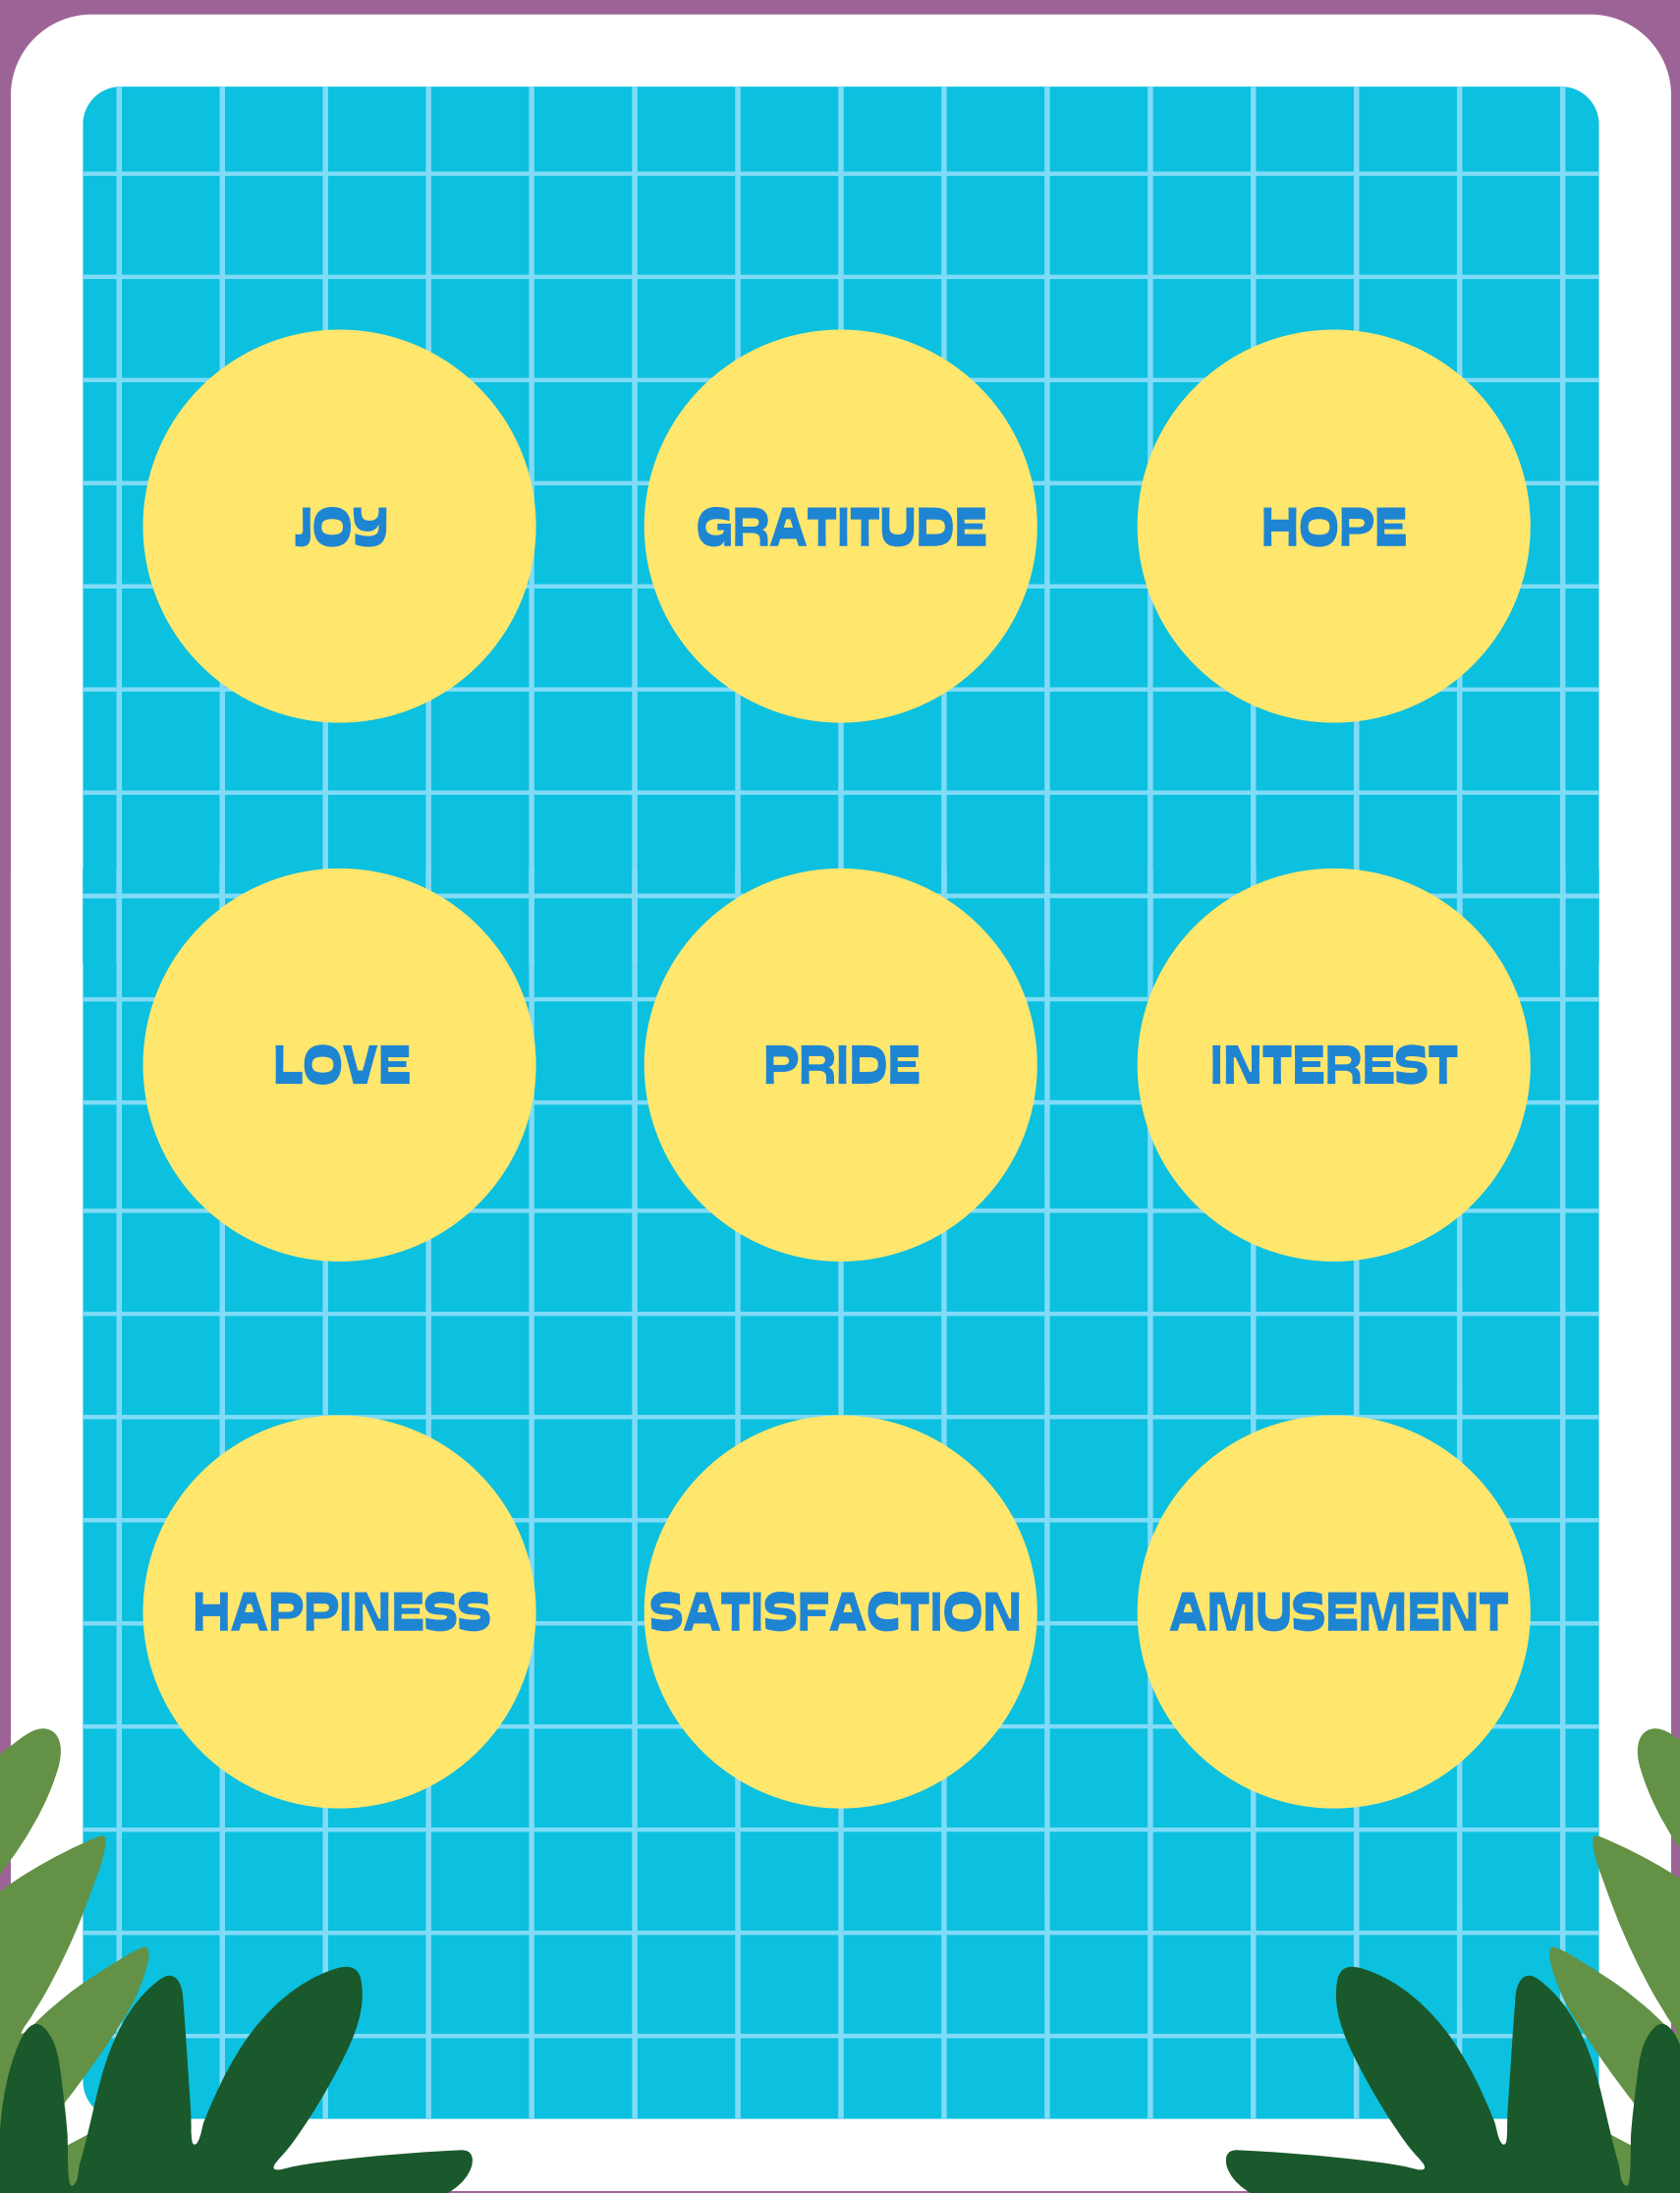 JOY
GRATITUDE
HOPE
LOVE
PRIDE
INTEREST
HAPPINESS
SATISFACTION
AMUSEMENT